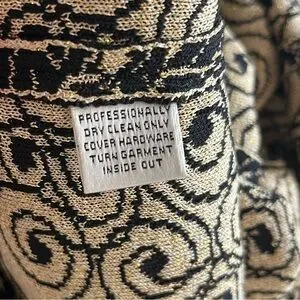 PROFESSIONALLY
DRY CLEAN ONLY
COVER HARDWARE
TURN GARMENT
INSIDE OUT